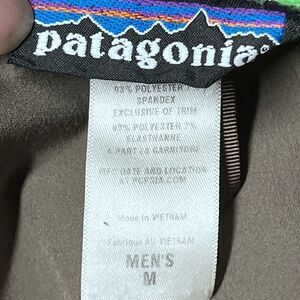 patagonia®
93% POLYESTER 7%
SPANDEX
EXCLUSIVE OF TRIM
93% POLYESTER 7%
ELASTHANNE
À PART LA GARNITURE
MFG DATE AND LOCATION
AT PCPSIA.COM
Made in VIETNAM
Fabriqué AU VIETNAM
MEN'S
M